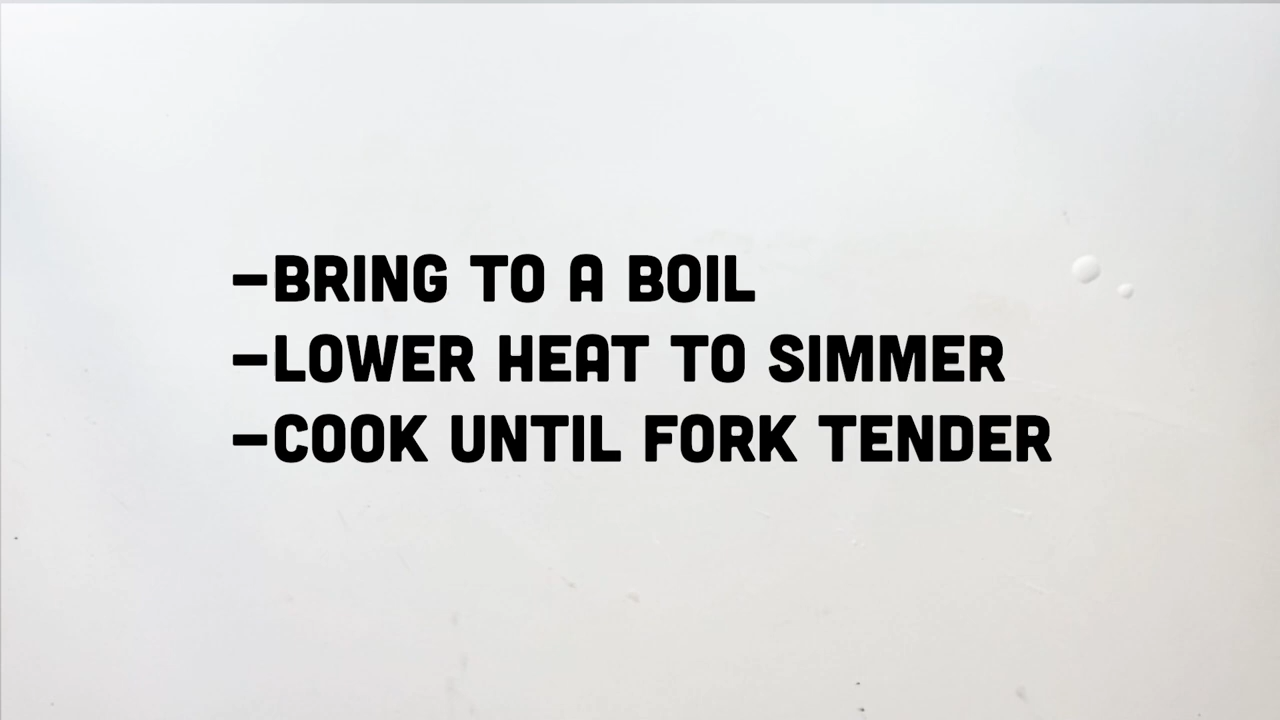 -BRING TO A BOIL
-LOWER HEAT TO SIMMER
-COOK UNTIL FORK TENDER